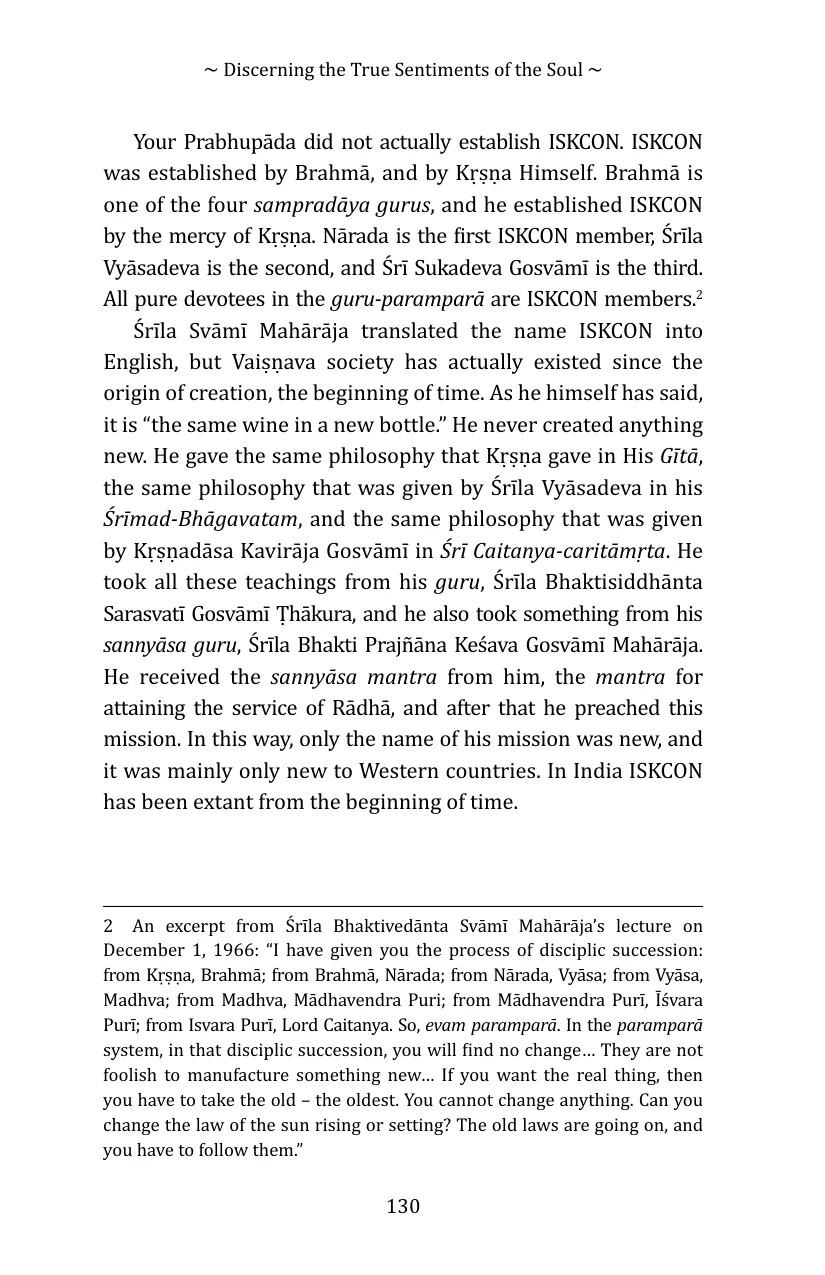 ~ Discerning the True Sentiments of the Soul ~
Your Prabhupāda did not actually establish ISKCON. ISKCON
was established by Brahmā, and by Kṛṣṇa Himself. Brahmā is
one of the four sampradāya gurus, and he established ISKCON
by the mercy of Kṛṣṇa. Nārada is the first ISKCON member, Śrīla
Vyāsadeva is the second, and Śrī Sukadeva Gosvāmī is the third.
All pure devotees in the guru-paramparā are ISKCON members.2
Śrīla Svāmī Mahārāja translated the name ISKCON into
English, but Vaiṣṇava society has actually existed since the
origin of creation, the beginning of time. As he himself has said,
it is “the same wine in a new bottle.” He never created anything
new. He gave the same philosophy that Kṛṣṇa gave in His Gītā,
the same philosophy that was given by Śrīla Vyāsadeva in his
Śrīmad-Bhāgavatam, and the same philosophy that was given
by Kṛṣṇadāsa Kavirāja Gosvāmī in Śrī Caitanya-caritāmṛta. He
took all these teachings from his guru, Śrīla Bhaktisiddhānta
Sarasvatī Gosvāmī Ṭhākura, and he also took something from his
sannyāsa guru, Śrīla Bhakti Prajñāna Keśava Gosvāmī Mahārāja.
He received the sannyāsa mantra from him, the mantra for
attaining the service of Rādhā, and after that he preached this
mission. In this way, only the name of his mission was new, and
it was mainly only new to Western countries. In India ISKCON
has been extant from the beginning of time.
2 An excerpt from Śrīla Bhaktivedānta Svāmī Mahārāja’s lecture on
December 1, 1966: “I have given you the process of disciplic succession:
from Kṛṣṇa, Brahmā; from Brahmā, Nārada; from Nārada, Vyāsa; from Vyāsa,
Madhva; from Madhva, Mādhavendra Puri; from Mādhavendra Purī, Īśvara
Purī; from Isvara Purī, Lord Caitanya. So, evam paramparā. In the paramparā
system, in that disciplic succession, you will find no change… They are not
foolish to manufacture something new… If you want the real thing, then
you have to take the old – the oldest. You cannot change anything. Can you
change the law of the sun rising or setting? The old laws are going on, and
you have to follow them.”
130